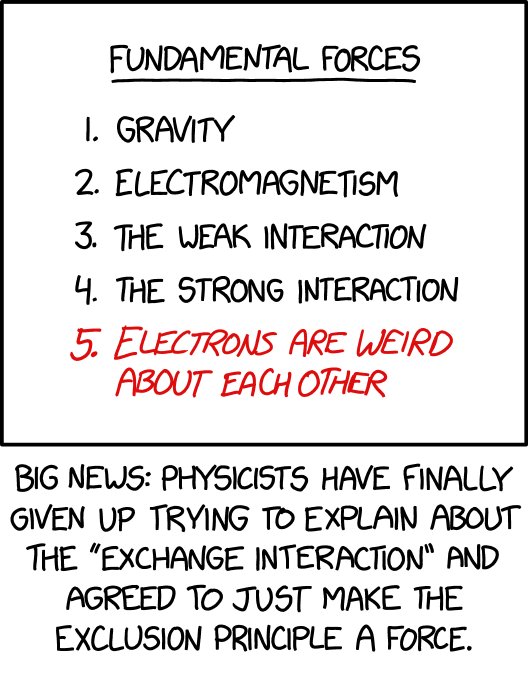 FUNDAMENTAL FORCES
1. GRAVITY
2. ELECTROMAGNETISM
3. THE WEAK INTERACTION
4. THE STRONG INTERACTION
5. ELECTRONS ARE WEIRD
ABOUT EACH OTHER
BIG NEWS: PHYSICISTS HAVE FINALLY
GIVEN UP TRYING TO EXPLAIN ABOUT
THE "EXCHANGE INTERACTION" AND
AGREED TO JUST MAKE THE
EXCLUSION PRINCIPLE A FORCE.